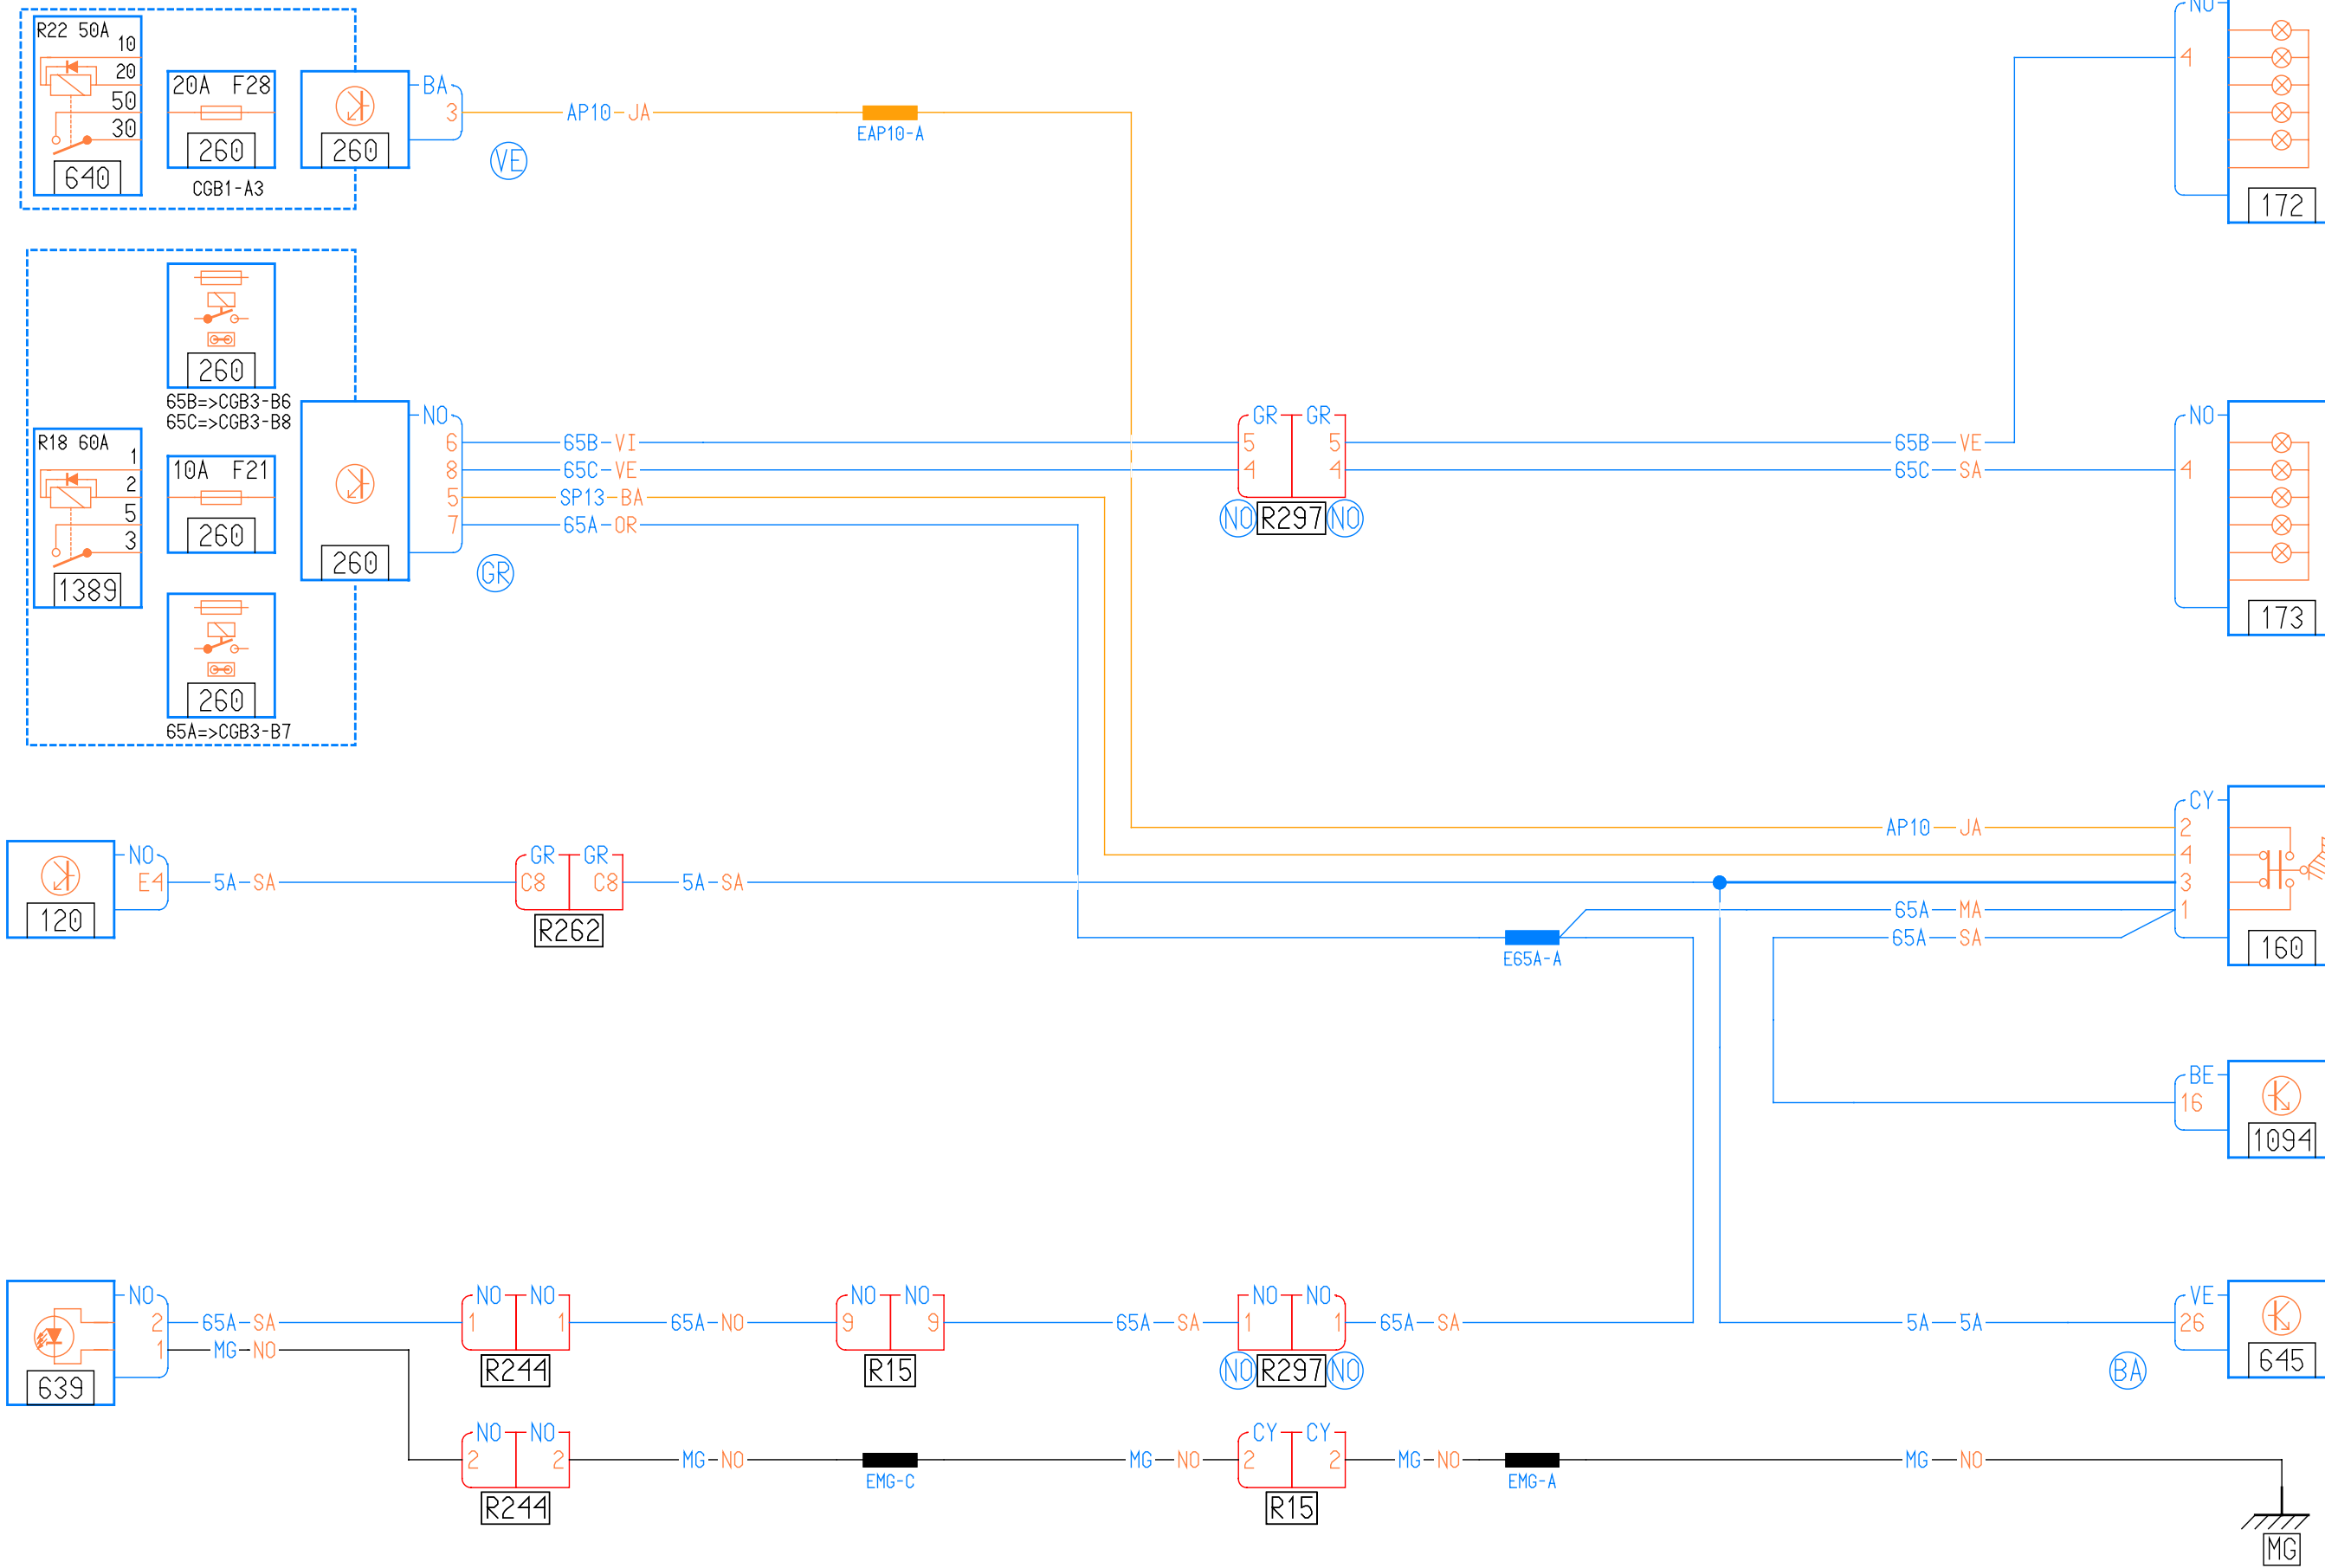 R22 50A
10
20
50
30
640
20A F28
260
CGB1-A3
260
BA
3
VE
AP10 JA
EAP10-A
NO
4
172
260
65B=>CGB3-B6
65C=>CGB3-B8
R18 60A
1
2
5
3
1389
10A F21
260
260
65A=>CGB3-B7
260
NO
6
8
5
7
GR
65B VI
65C VE
SP13 BA
65A OR
GR GR
5 5
4 4
NO R297 NO
65B VE
65C SA
NO
4
173
NO
E4
120
5A SA
GR GR
C8 C8
R262
5A SA
E65A-A
AP10 JA
65A MA
65A SA
CY
2
4
3
1
160
BE
16
1094
NO
2
1
639
65A SA
MG NO
NO NO
1 1
R244
65A NO
NO NO
9 9
R15
65A SA
NO NO
1 1
NO R297 NO
65A SA
5A 5A
BA
VE
26
645
NO NO
2 2
R244
MG NO
EMG-C
MG NO
CY CY
2 2
R15
MG NO
EMG-A
MG NO
MG